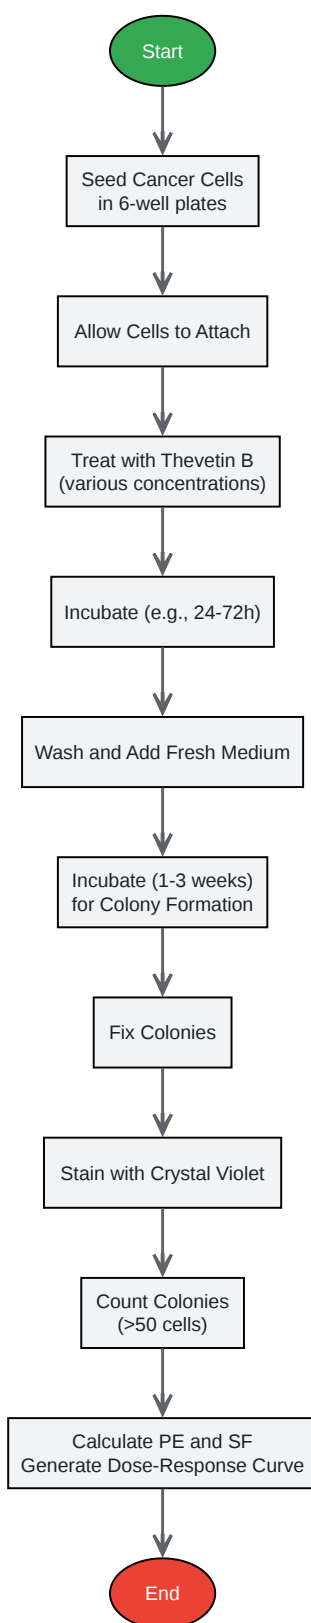 Start
Seed Cancer Cells
in 6-well plates
Allow Cells to Attach
Treat with Thevetin B
(various concentrations)
Incubate (e.g., 24-72h)
Wash and Add Fresh Medium
Incubate (1-3 weeks)
for Colony Formation
Fix Colonies
Stain with Crystal Violet
Count Colonies
(>50 cells)
Calculate PE and SF
Generate Dose-Response Curve
End